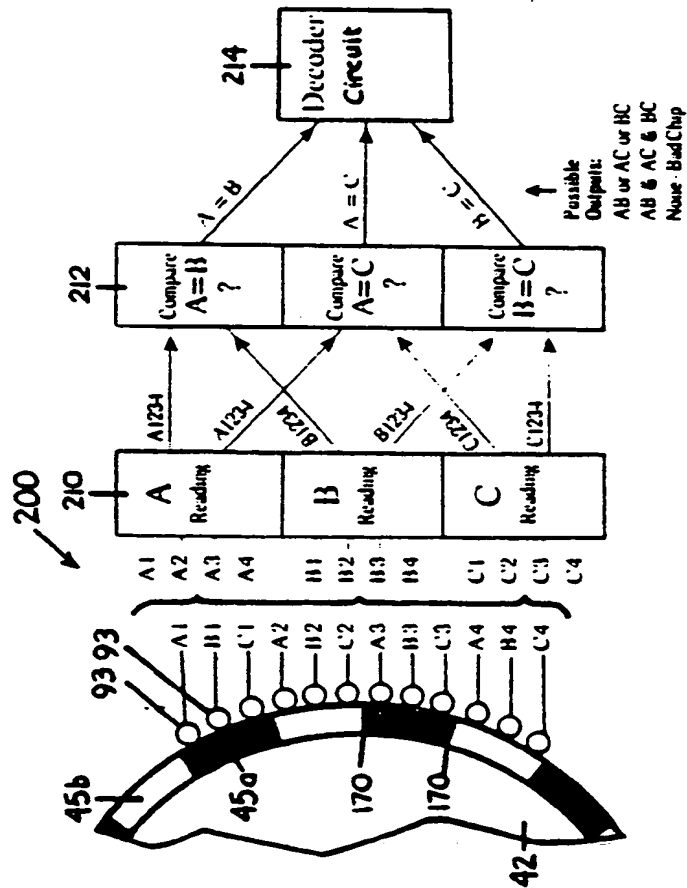 200
210
212
214
A
Reading
B
Reading
C
Reading
Compare
A=B
?
Compare
A=C
?
Compare
B=C
?
Decoder
Circuit
A1234
A1234
B1234
B1234
C1234
C1234
A = B
A = C
B = C
A1
A2
A3
A4
B1
B2
B3
B4
C1
C2
C3
C4
A1
B1
C1
A2
B2
C2
A3
B3
C3
A4
B4
C4
93
93
45b
45a
170
170
42
Possible
Outputs:
AB or AC or BC
AB & AC & BC
None - Bad Chip